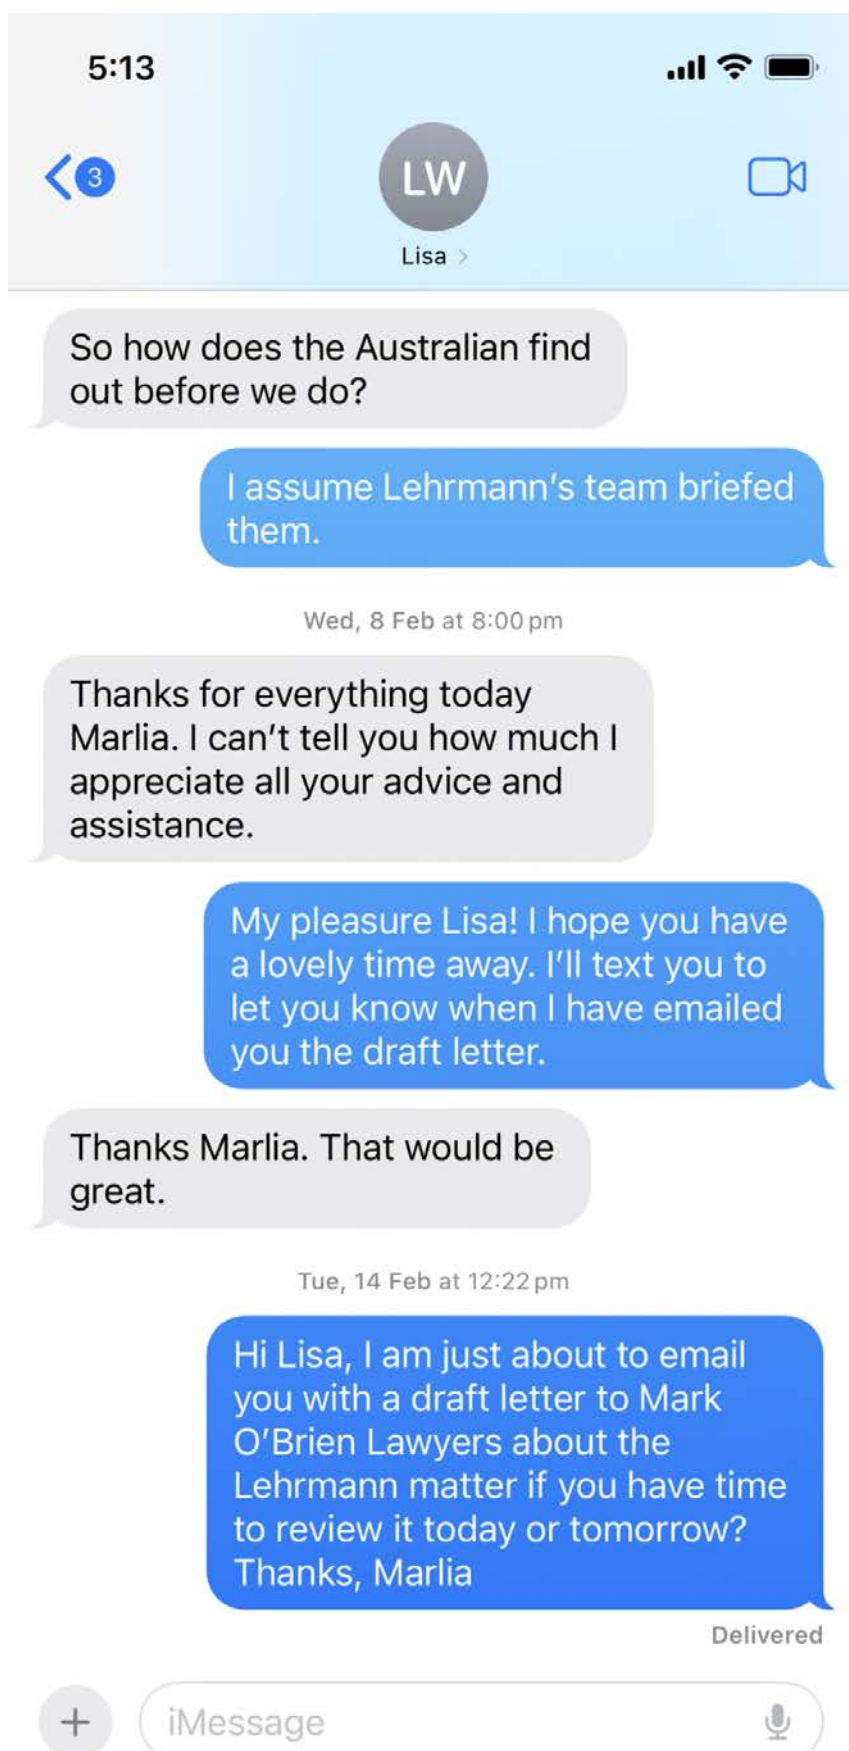 5:13
3
LW
Lisa
So how does the Australian find
out before we do?
I assume Lehrmann's team briefed
them.
Wed, 8 Feb at 8:00 pm
Thanks for everything today
Marlia. I can't tell you how much I
appreciate all your advice and
assistance.
My pleasure Lisa! I hope you have
a lovely time away. I'll text you to
let you know when I have emailed
you the draft letter.
Thanks Marlia. That would be
great.
Tue, 14 Feb at 12:22 pm
Hi Lisa, I am just about to email
you with a draft letter to Mark
O'Brien Lawyers about the
Lehrmann matter if you have time
to review it today or tomorrow?
Thanks, Marlia
Delivered
iMessage